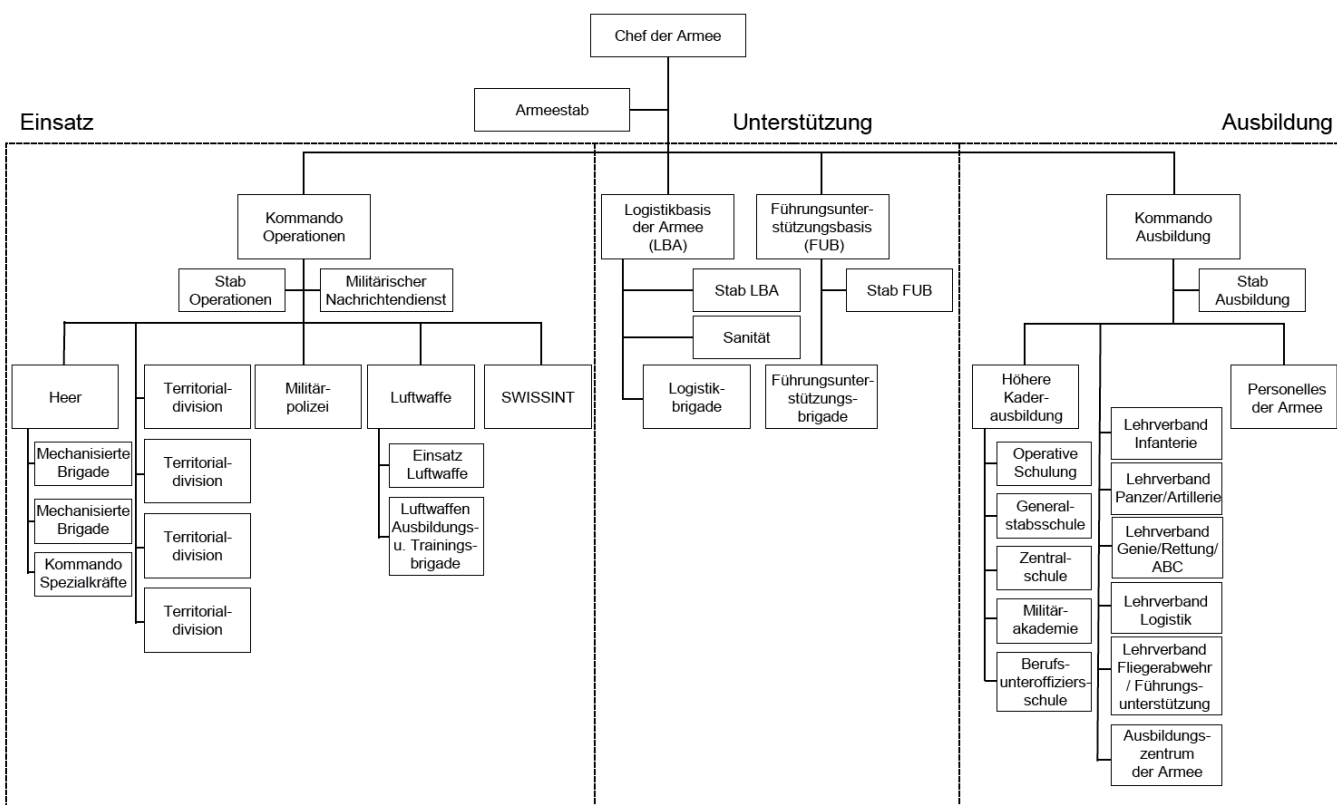 Chef der Armee
Armeestab
Einsatz
Unterstützung
Ausbildung
Kommando
Operationen
Stab
Operationen
Militärischer
Nachrichtendienst
Heer
Mechanisierte
Brigade
Mechanisierte
Brigade
Kommando
Spezialkräfte
Territorial-
division
Territorial-
division
Territorial-
division
Territorial-
division
Militär-
polizei
Luftwaffe
Einsatz
Luftwaffe
Luftwaffen
Ausbildungs-
u. Trainings-
brigade
SWISSINT
Logistikbasis
der Armee
(LBA)
Stab LBA
Sanität
Logistik-
brigade
Führungsunter-
stützungsbasis
(FUB)
Stab FUB
Führungsunter-
stützungs-
brigade
Kommando
Ausbildung
Stab
Ausbildung
Höhere
Kader-
ausbildung
Operative
Schulung
General-
stabsschule
Zentral-
schule
Militär-
akademie
Berufs-
unteroffiziers-
schule
Lehrverband
Infanterie
Lehrverband
Panzer/Artillerie
Lehrverband
Genie/Rettung/
ABC
Lehrverband
Logistik
Lehrverband
Fliegerabwehr
/ Führungs-
unterstützung
Ausbildungs-
zentrum
der Armee
Personelles
der Armee